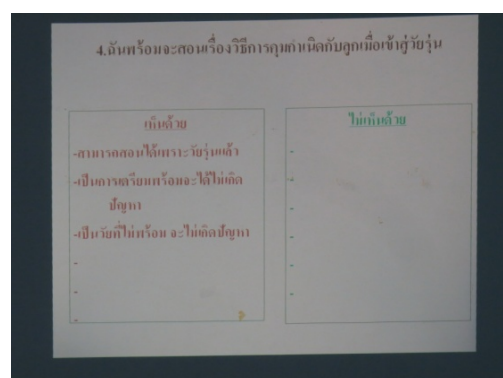 4.ฉันพร้อมจะสอนเรื่องวิธีการคุมกำเนิดกับลูกเมื่อเข้าสู่วัยรุ่น
เห็นด้วย
-สามารถสอนได้เพราะวัยรุ่นแล้ว
-เป็นการเตรียมพร้อมจะได้ไม่เกิด
ปัญหา
-เป็นวัยที่ไม่พร้อม จะไม่เกิดปัญหา
-
-
-
ไม่เห็นด้วย
-
-
-
-
-
-